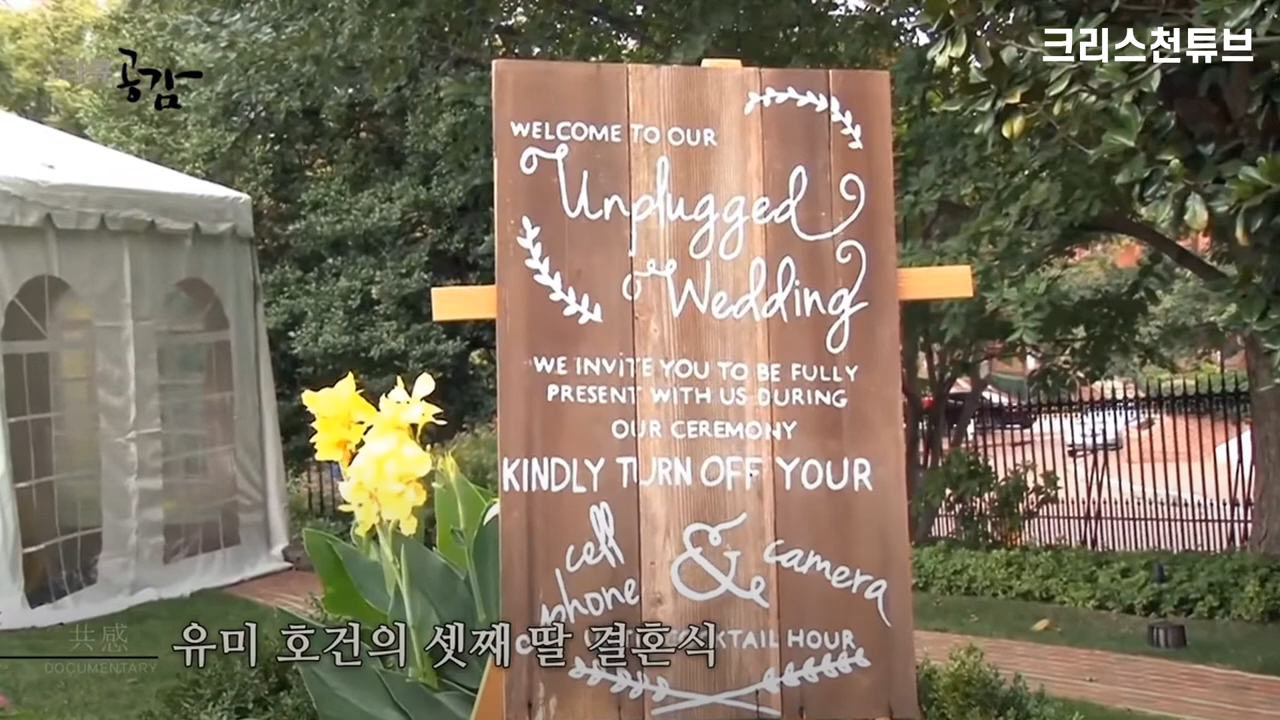 크리스천튜브
공감
WELCOME TO OUR
Unplugged
Wedding
WE INVITE YOU TO BE FULLY
PRESENT WITH US DURING
OUR CEREMONY
KINDLY TURN OFF YOUR
cell phone & camera
HOUR
共感
DOCUMENTARY
유미 호건의 셋째 딸 결혼식